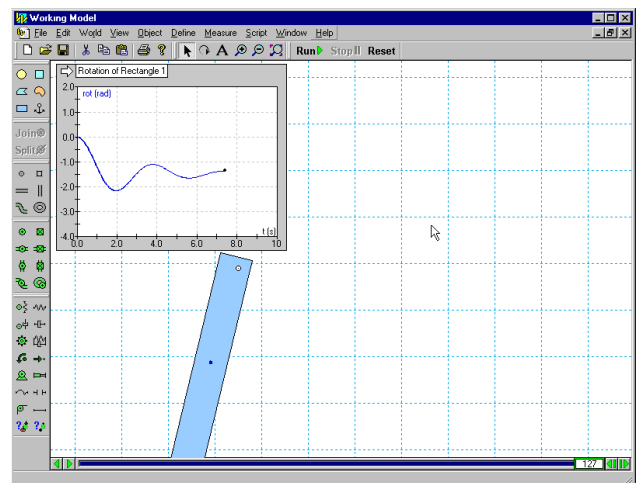 Working Model
File Edit World View Object Define Measure Script Window Help
A Run Stop Reset
Join
Split
Rotation of Rectangle 1
rot (rad)
2.0
1.0
0.0
-1.0
-2.0
-3.0
-4.0
t (s)
0.0 2.0 4.0 6.0 8.0 10
127